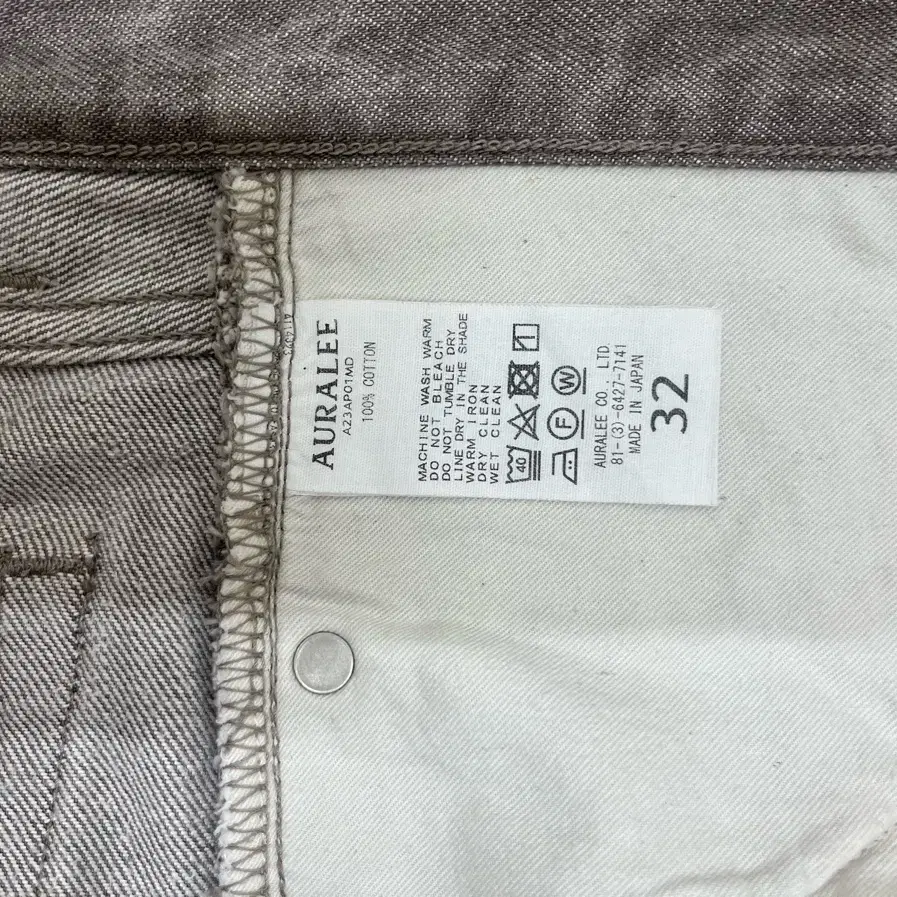 AURALEE
A23AP01MD
100% COTTON
MACHINE WASH WARM
DO NOT BLEACH
DO NOT TUMBLE DRY
LINE DRY IN THE SHADE
WARM IRON
DRY CLEAN
WET CLEAN
40
F W
AURALEE CO., LTD.
81-(3)-6427-7141
MADE IN JAPAN
32